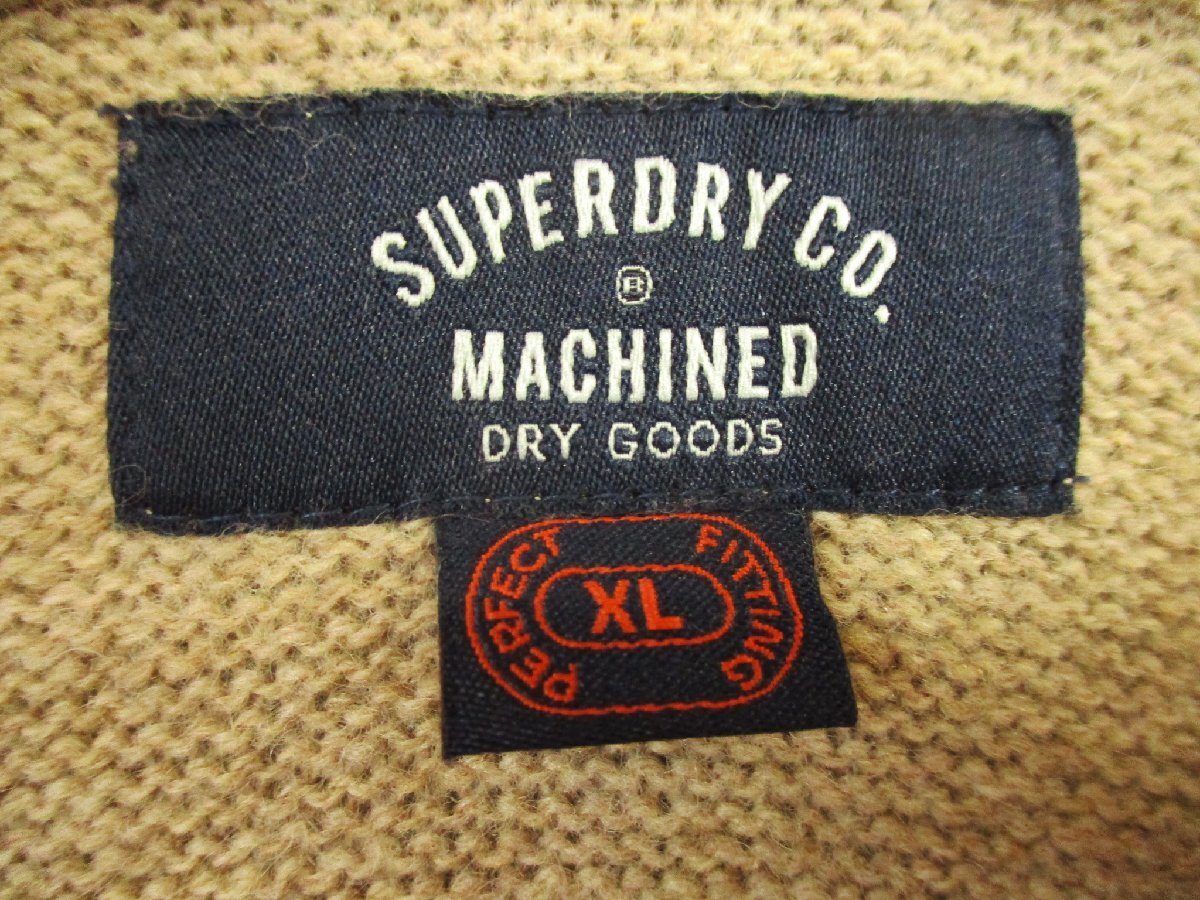 SUPERDRY CO.
®
MACHINED
DRY GOODS
PERFECT FITTING
XL